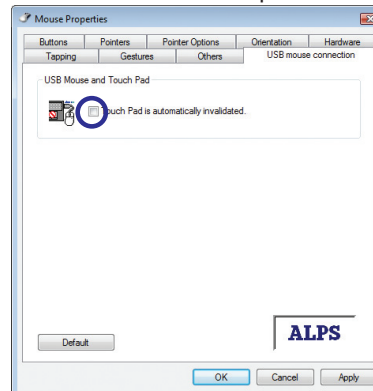 Mouse Properties
Buttons Pointers Pointer Options Orientation Hardware
Tapping Gestures Others USB mouse connection
USB Mouse and Touch Pad
Touch Pad is automatically invalidated.
ALPS
Default
OK Cancel Apply